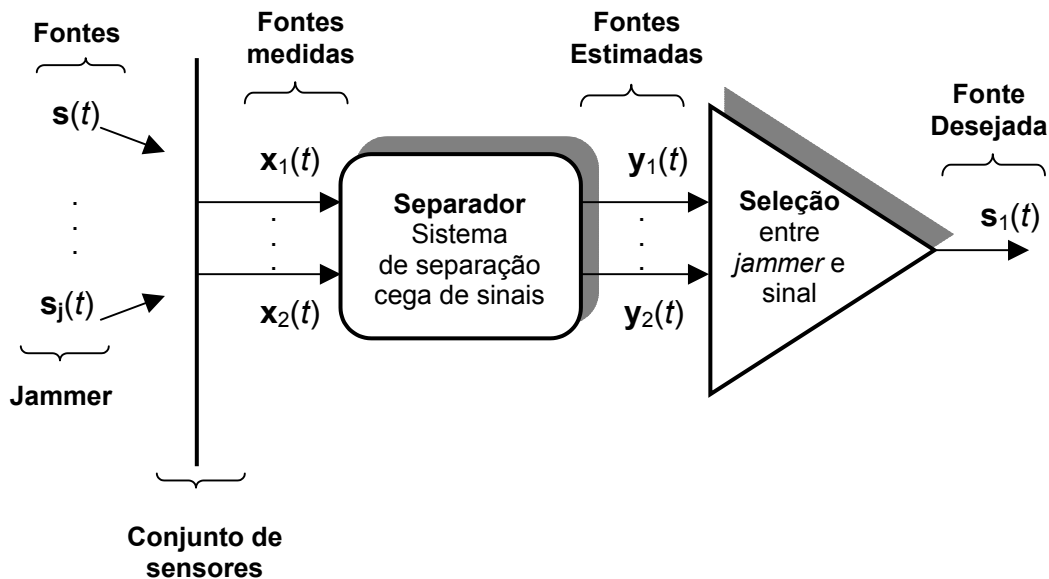 Fontes
s(t)
.
.
.
s_j(t)
Jammer
Conjunto de
sensores
Fontes
medidas
x₁(t)
.
.
.
x₂(t)
Separador
Sistema
de separação
cega de sinais
Fontes
Estimadas
y₁(t)
.
.
.
y₂(t)
Seleção
entre
jammer e
sinal
Fonte
Desejada
s₁(t)